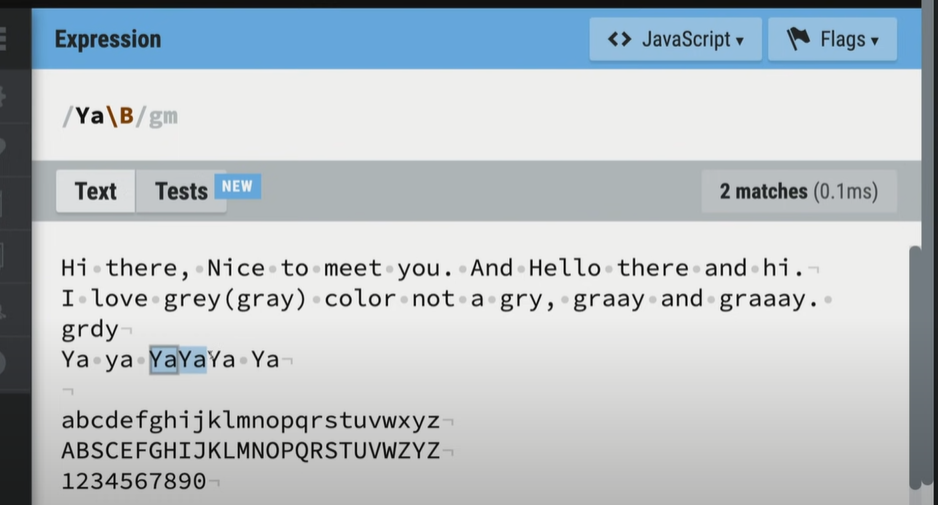 Expression
<> JavaScript ▾
Flags ▾
/Ya\B/gm
Text
Tests
NEW
2 matches (0.1ms)
Hi there, Nice to meet you. And Hello there and hi.
I love grey(gray) color not a gry, graay and graaay.
grdy
Ya ya YaYaYa Ya
abcdefghijklmnopqrstuvwxyz
ABSCEFGHIJKLMNOPQRSTUVWZYZ
1234567890